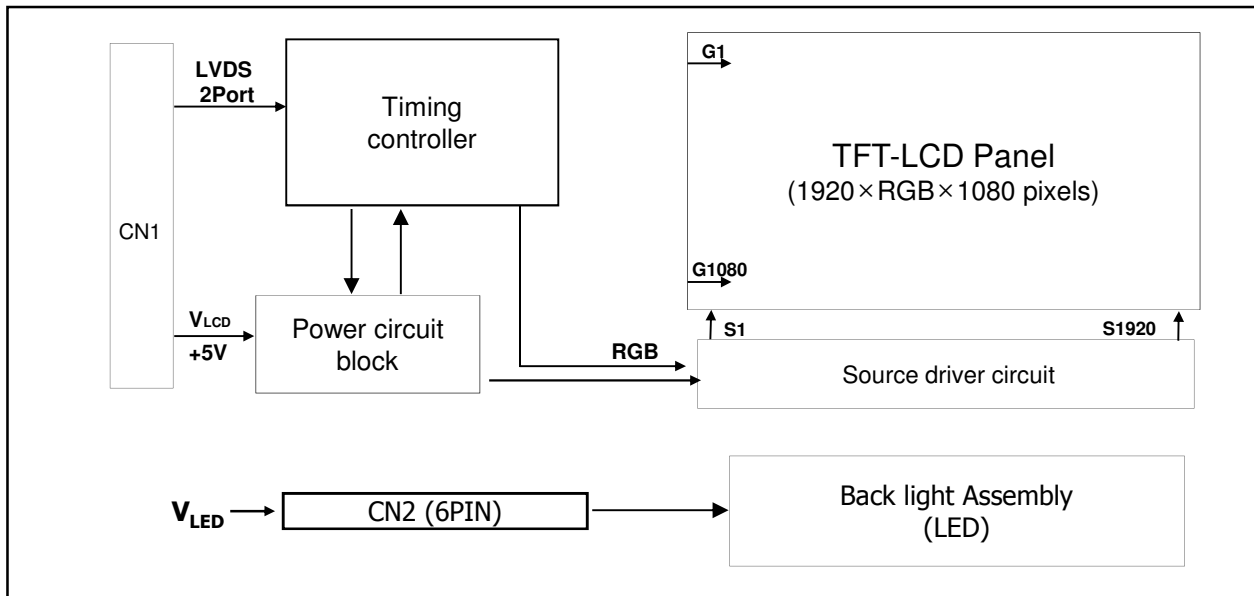 CN1
LVDS
2Port
Timing
controller
G1
TFT-LCD Panel
(1920×RGB×1080 pixels)
G1080
VLCD
+5V
Power circuit
block
RGB
S1
S1920
Source driver circuit
VLED
CN2 (6PIN)
Back light Assembly
(LED)